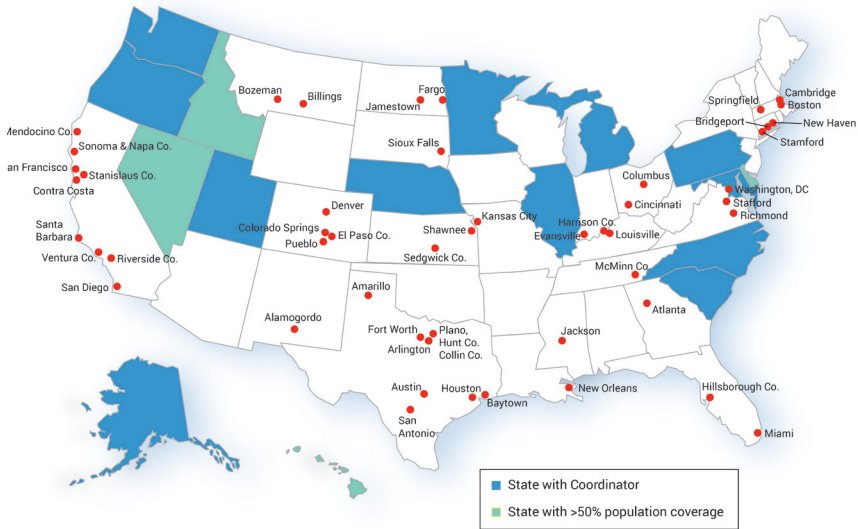 Bozeman
Billings
Fargo
Jamestown
Sioux Falls
Springfield
Cambridge
Boston
Bridgeport
New Haven
Stamford
Mendocino Co.
Sonoma & Napa Co.
an Francisco
Stanislaus Co.
Contra Costa
Santa
Barbara
Ventura Co.
Riverside Co.
San Diego
Denver
Colorado Springs
El Paso Co.
Pueblo
Shawnee
Kansas City
Sedgwick Co.
Columbus
Cincinnati
Harrison Co.
Evansville
Louisville
Washington, DC
Stafford
Richmond
McMinn Co.
Atlanta
Alamogordo
Amarillo
Fort Worth
Arlington
Plano,
Hunt Co.
Collin Co.
Jackson
Austin
Houston
Baytown
San
Antonio
New Orleans
Hillsborough Co.
Miami
State with Coordinator
State with >50% population coverage